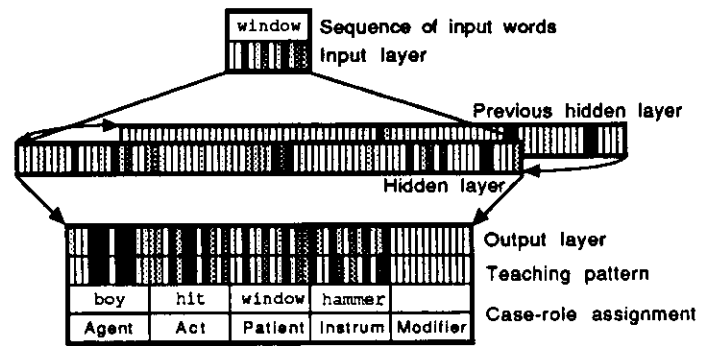 window Sequence of input words
Input layer
Previous hidden layer
Hidden layer
Output layer
Teaching pattern
boy hit window hammer
Case-role assignment
Agent Act Patient Instrum Modifier